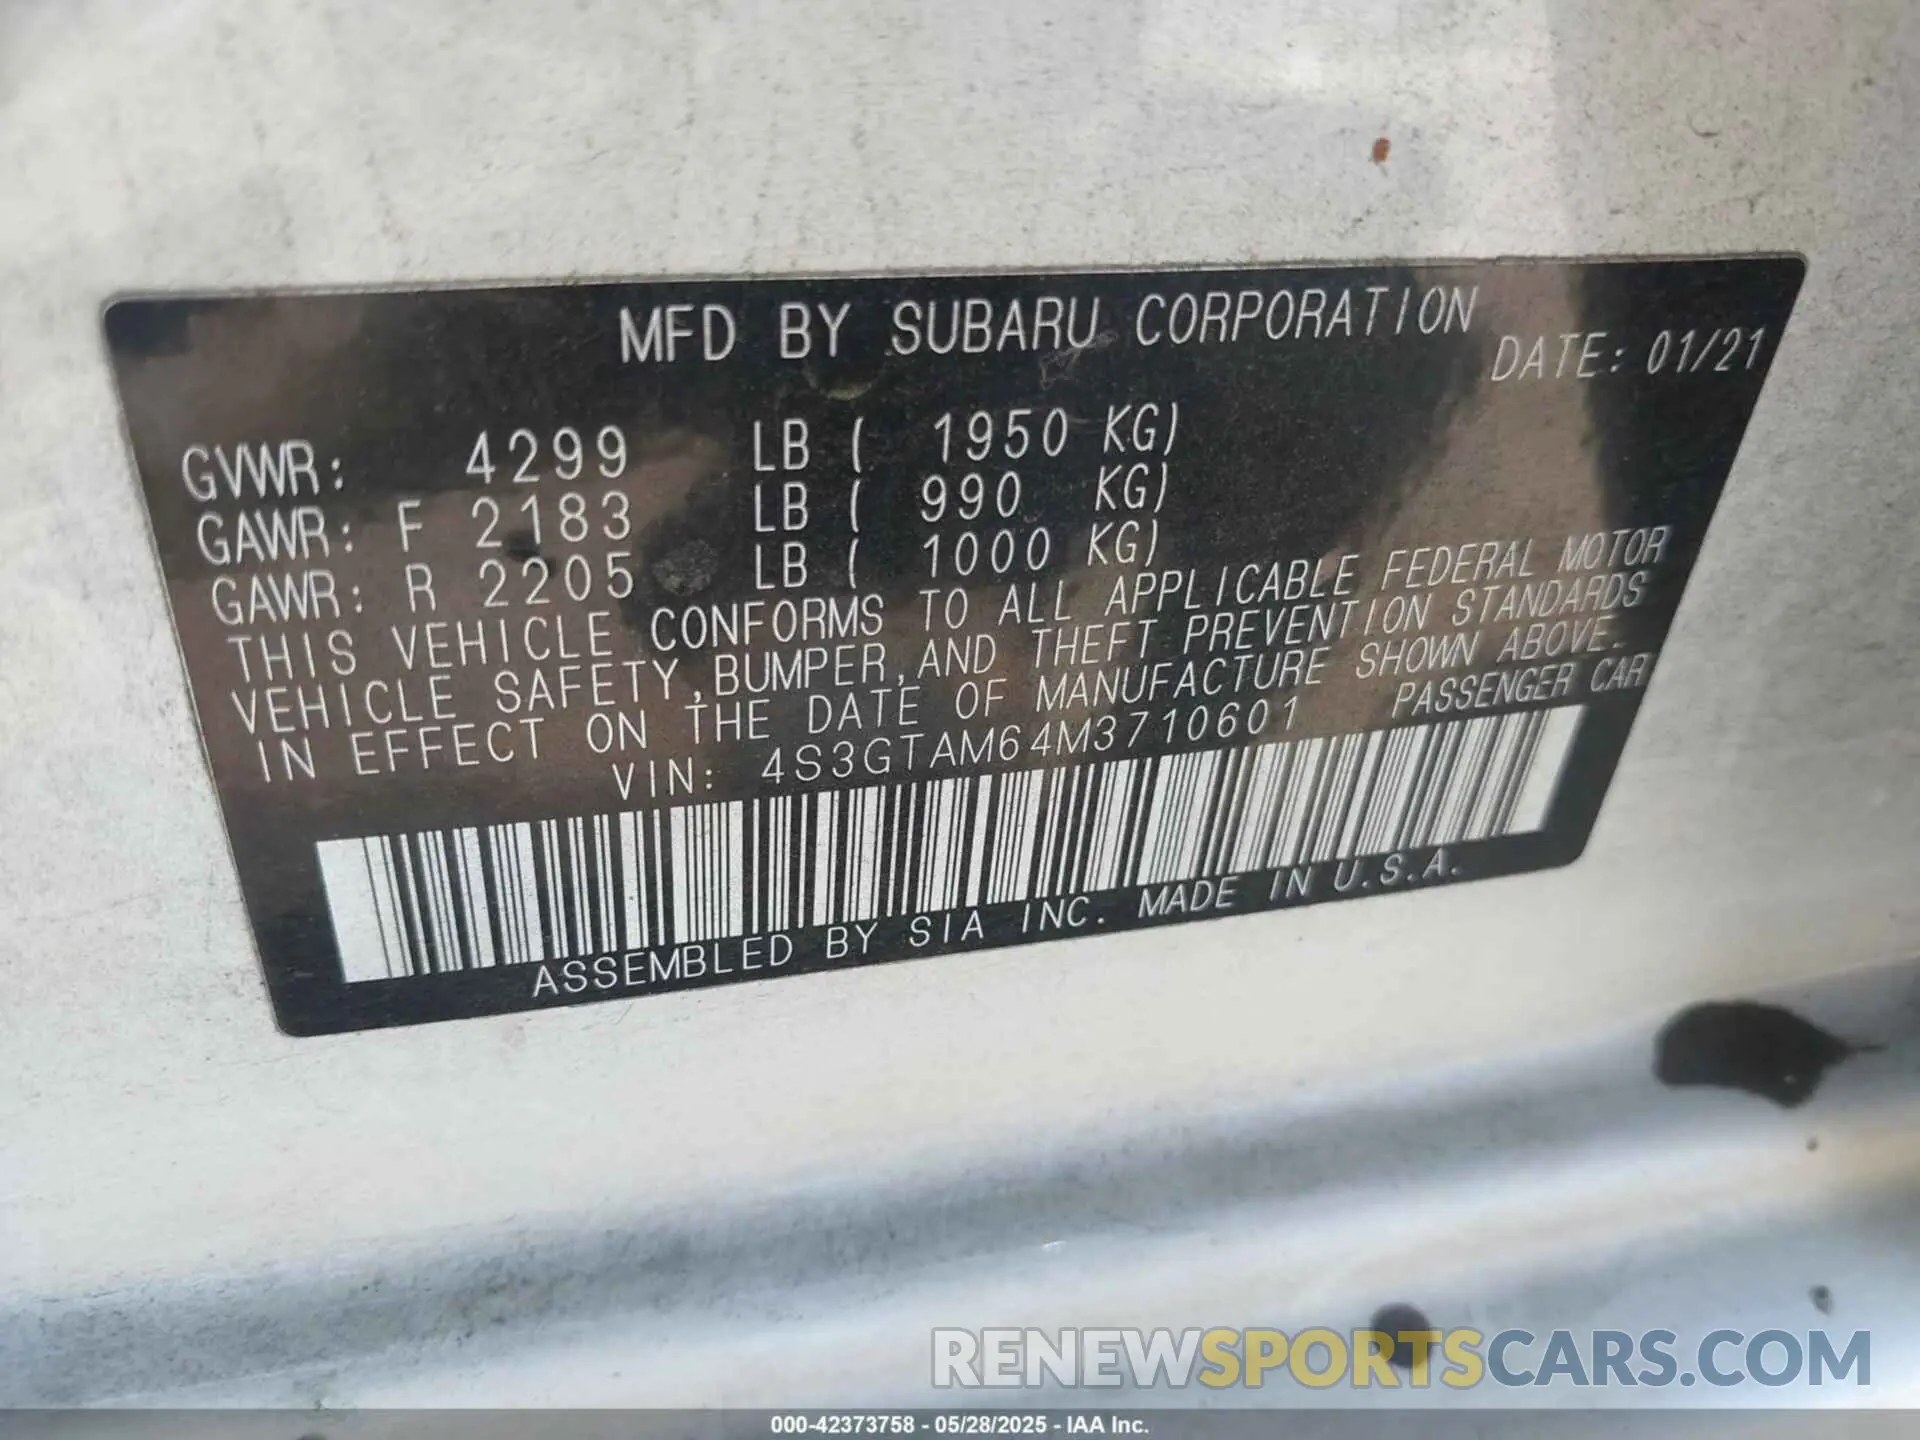 MFD BY SUBARU CORPORATION
DATE: 01/21
GVWR: 4299 LB ( 1950 KG)
GAWR: F 2183 LB ( 990 KG)
GAWR: R 2205 LB ( 1000 KG)
THIS VEHICLE CONFORMS TO ALL APPLICABLE FEDERAL MOTOR
VEHICLE SAFETY,BUMPER,AND THEFT PREVENTION STANDARDS
IN EFFECT ON THE DATE OF MANUFACTURE SHOWN ABOVE.
VIN: 4S3GTAM64M3710601 PASSENGER CAR
ASSEMBLED BY SIA INC. MADE IN U.S.A.
RENEWSPORTSCARS.COM
000-42373758 - 05/28/2025 - IAA Inc.